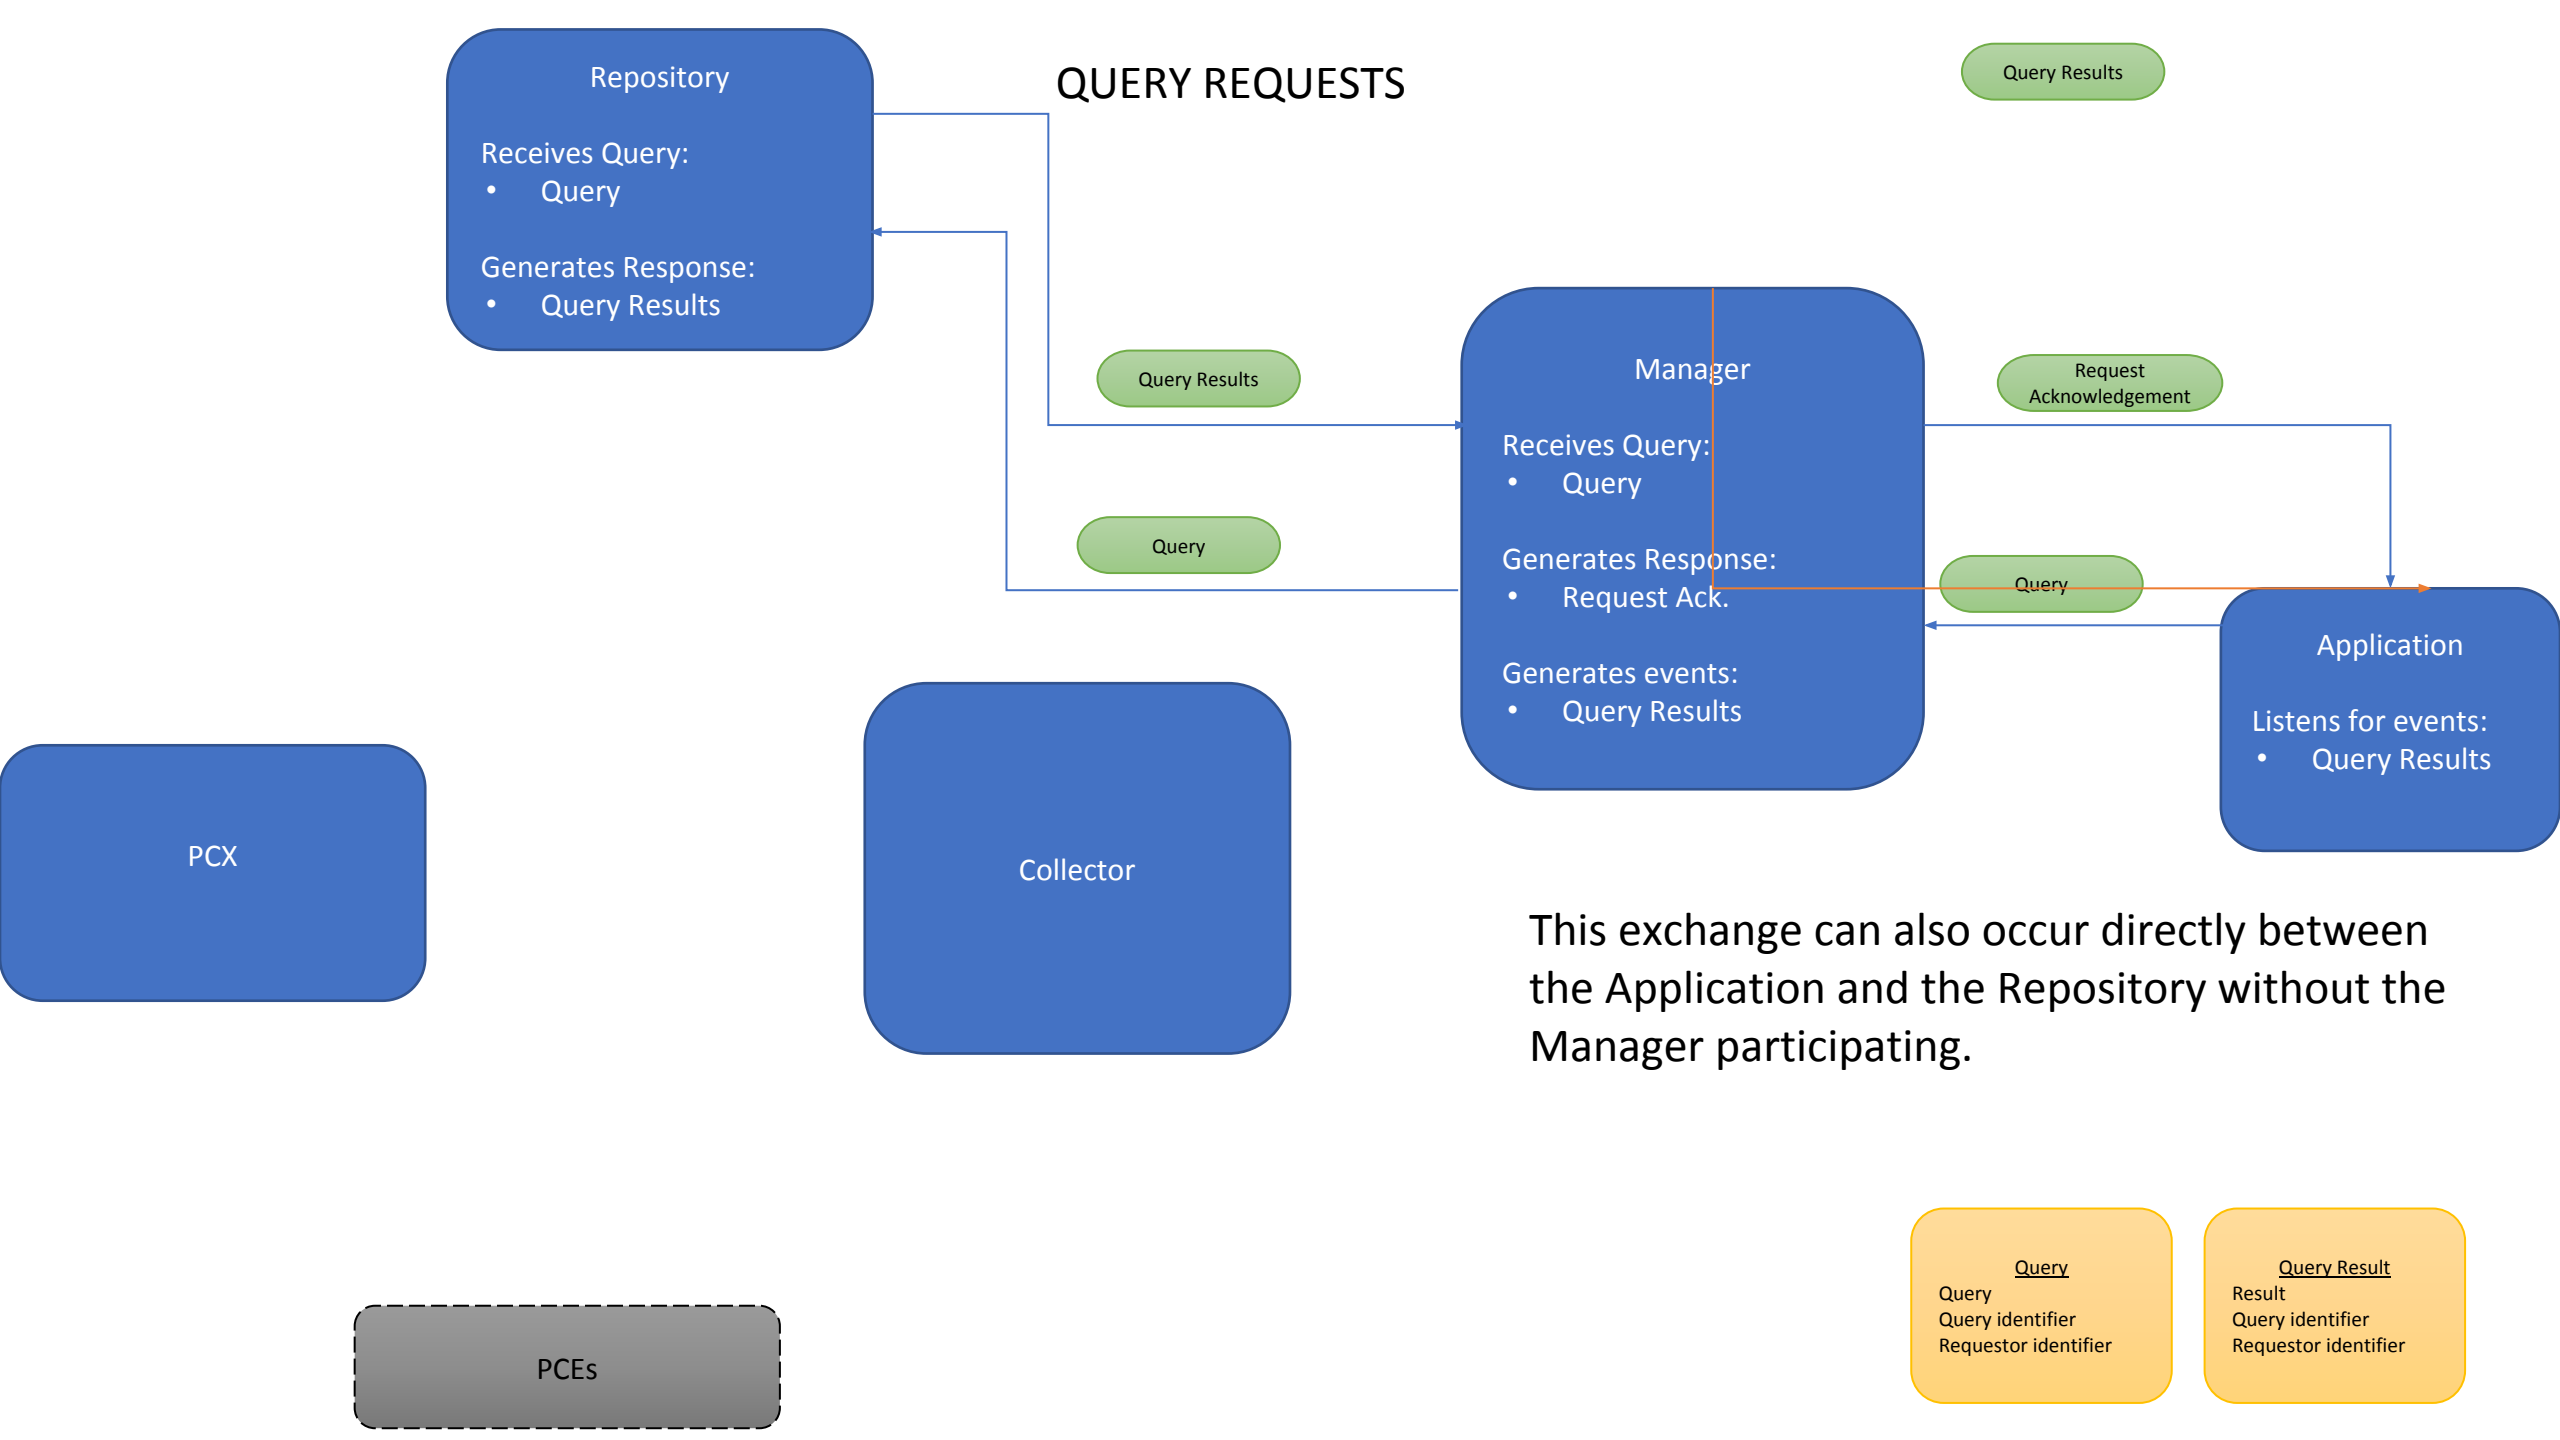 QUERY REQUESTS
Repository
Receives Query:
• Query
Generates Response:
• Query Results
Query Results
Query Results
Query
Manager
Receives Query:
• Query
Generates Response:
• Request Ack.
Generates events:
• Query Results
Request
Acknowledgement
Query
Application
Listens for events:
• Query Results
PCX
Collector
This exchange can also occur directly between
the Application and the Repository without the
Manager participating.
PCEs
Query
Query
Query identifier
Requestor identifier
Query Result
Result
Query identifier
Requestor identifier